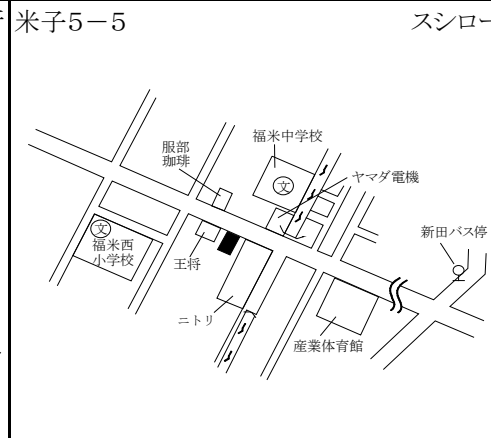 米子5−5
スシロー
福米中学校
服部
珈琲
文
ヤマダ電機
新田バス停
文
福米西
小学校
王将
ニトリ
産業体育館